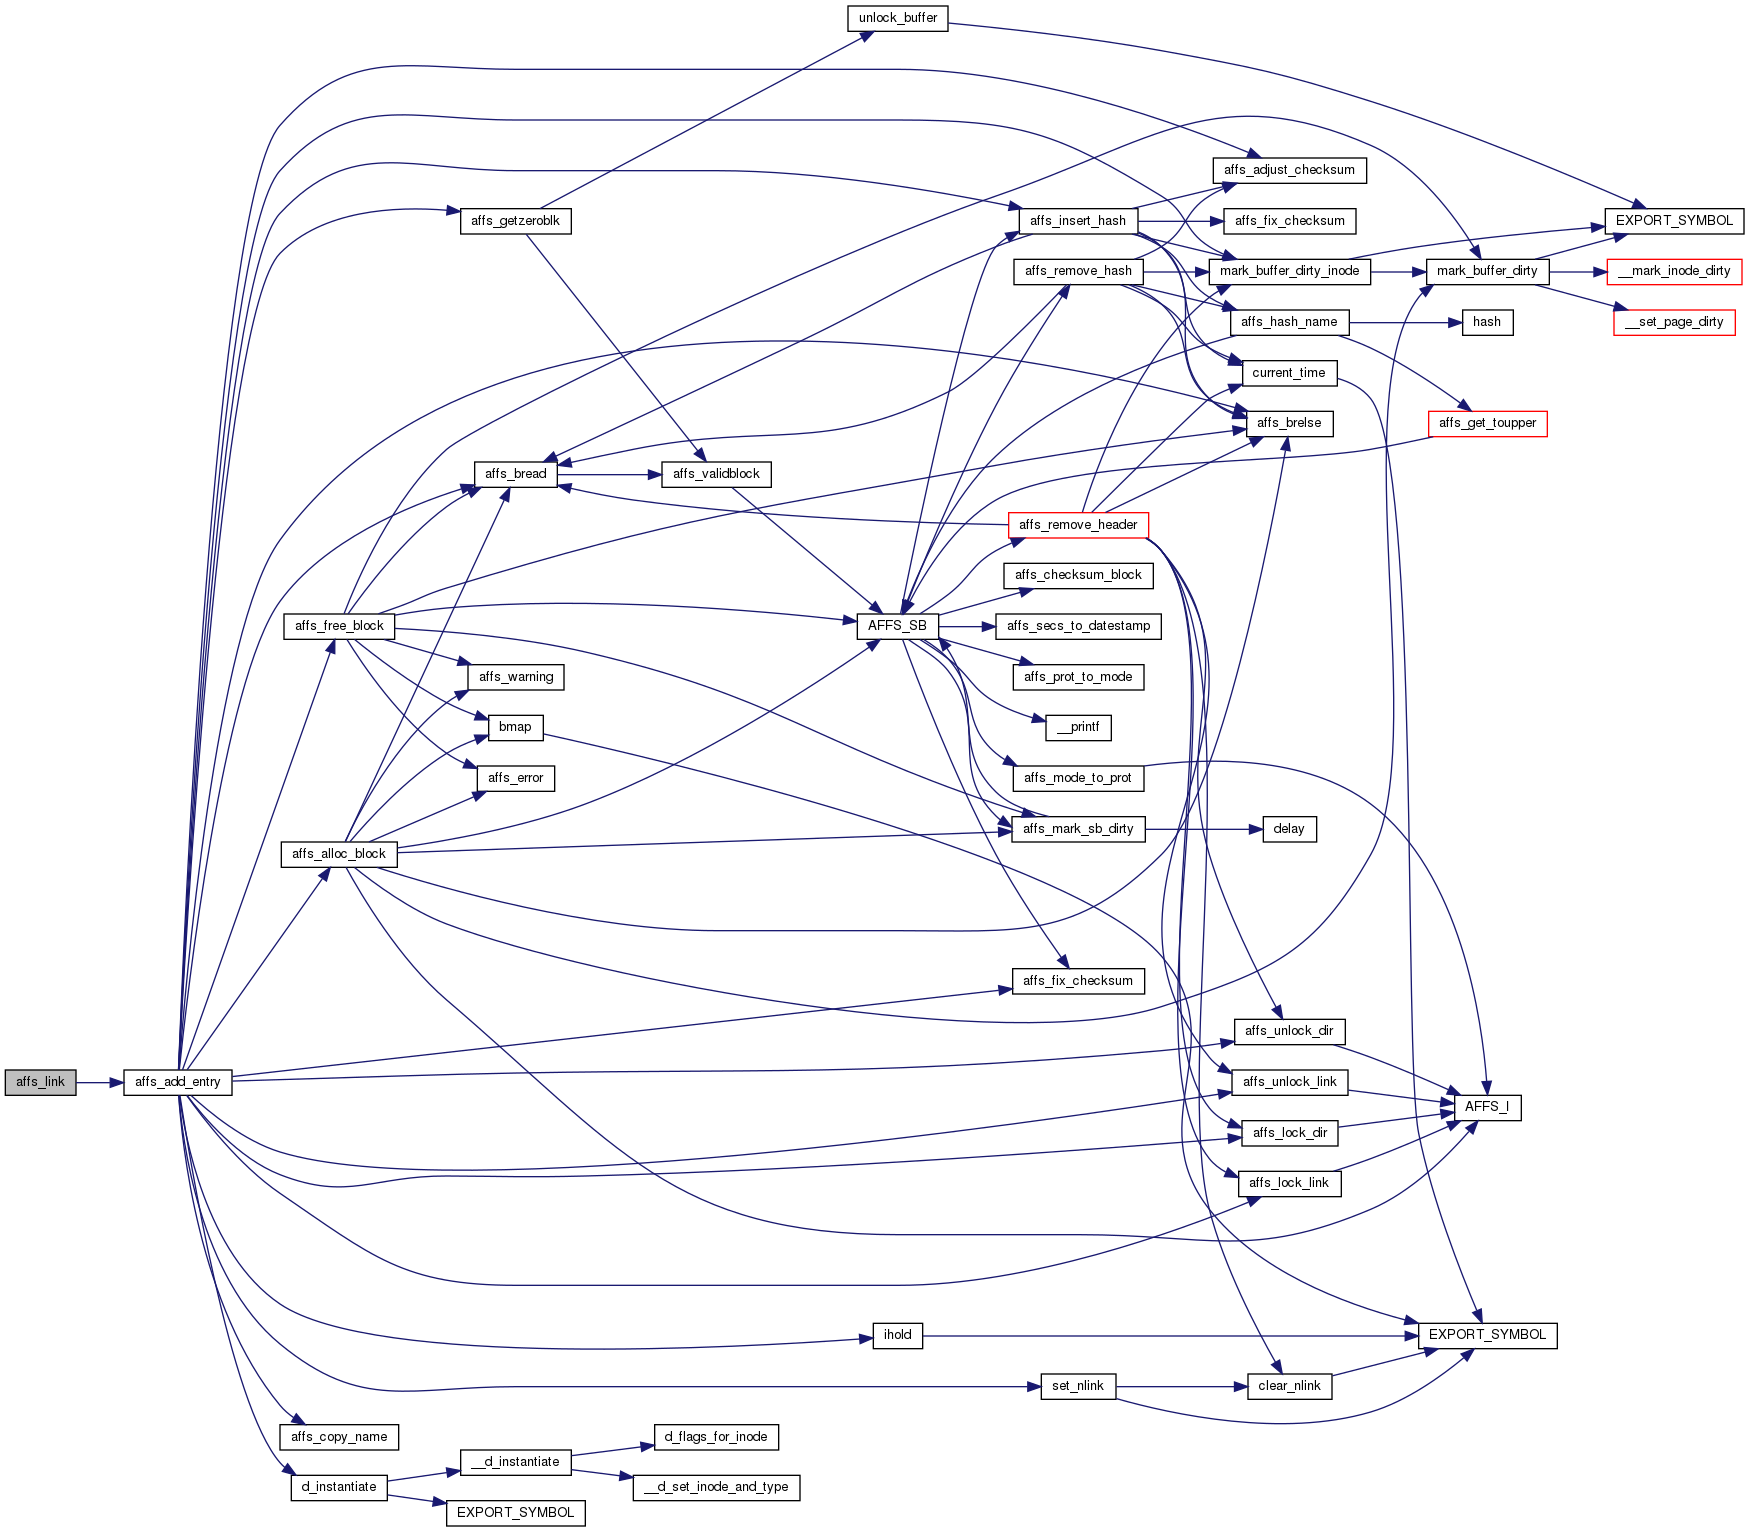 unlock_buffer
affs_adjust_checksum
affs_getzeroblk
affs_insert_hash
affs_fix_checksum
EXPORT_SYMBOL
affs_remove_hash
mark_buffer_dirty_inode
mark_buffer_dirty
__mark_inode_dirty
affs_hash_name
hash
__set_page_dirty
current_time
affs_brelse
affs_get_toupper
affs_bread
affs_validblock
affs_remove_header
affs_checksum_block
affs_free_block
AFFS_SB
affs_secs_to_datestamp
affs_warning
affs_prot_to_mode
bmap
__printf
affs_error
affs_mode_to_prot
affs_mark_sb_dirty
delay
affs_alloc_block
affs_fix_checksum
affs_unlock_dir
affs_link
affs_add_entry
affs_unlock_link
AFFS_I
affs_lock_dir
affs_lock_link
ihold
EXPORT_SYMBOL
set_nlink
clear_nlink
affs_copy_name
d_flags_for_inode
__d_instantiate
d_instantiate
__d_set_inode_and_type
EXPORT_SYMBOL